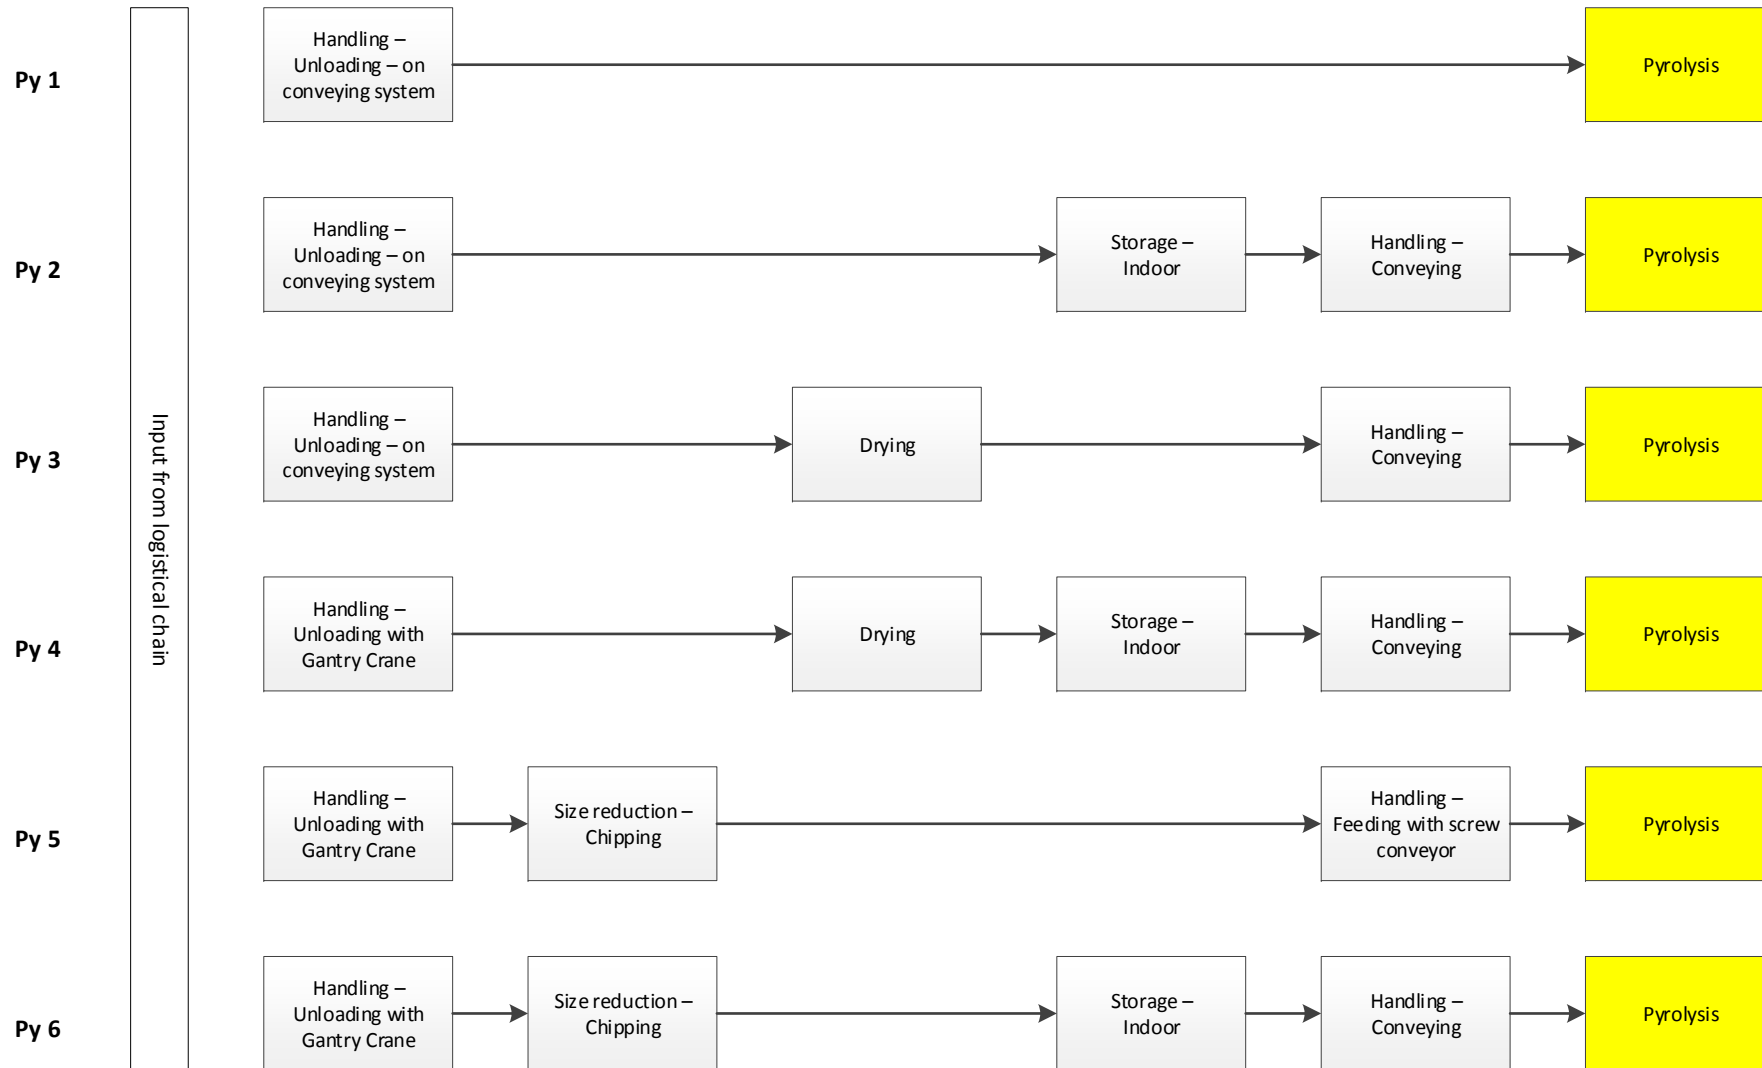 Py 1
Handling –
Unloading – on
conveying system
Pyrolysis
Py 2
Handling –
Unloading – on
conveying system
Storage –
Indoor
Handling –
Conveying
Pyrolysis
Input from logistical chain
Py 3
Handling –
Unloading – on
conveying system
Drying
Handling –
Conveying
Pyrolysis
Py 4
Handling –
Unloading with
Gantry Crane
Drying
Storage –
Indoor
Handling –
Conveying
Pyrolysis
Py 5
Handling –
Unloading with
Gantry Crane
Size reduction –
Chipping
Handling –
Feeding with screw
conveyor
Pyrolysis
Py 6
Handling –
Unloading with
Gantry Crane
Size reduction –
Chipping
Storage –
Indoor
Handling –
Conveying
Pyrolysis